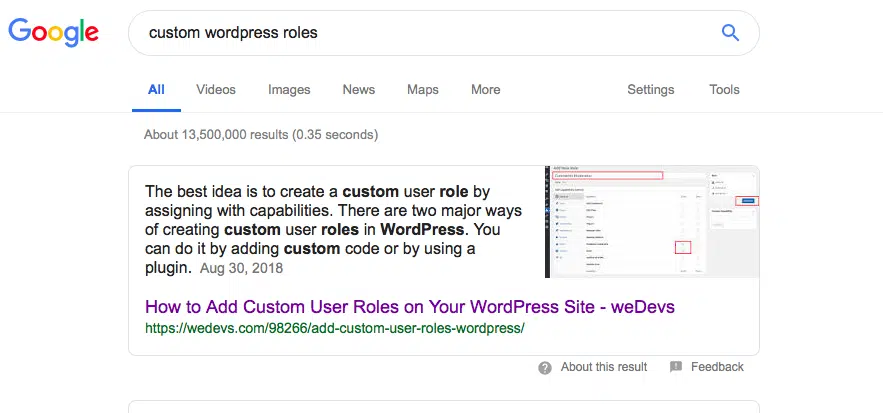 Google
custom wordpress roles
All Videos Images News Maps More Settings Tools
About 13,500,000 results (0.35 seconds)
The best idea is to create a custom user role by
assigning with capabilities. There are two major ways
of creating custom user roles in WordPress. You
can do it by adding custom code or by using a
plugin. Aug 30, 2018
How to Add Custom User Roles on Your WordPress Site - weDevs
https://wedevs.com/98266/add-custom-user-roles-wordpress/
About this result Feedback